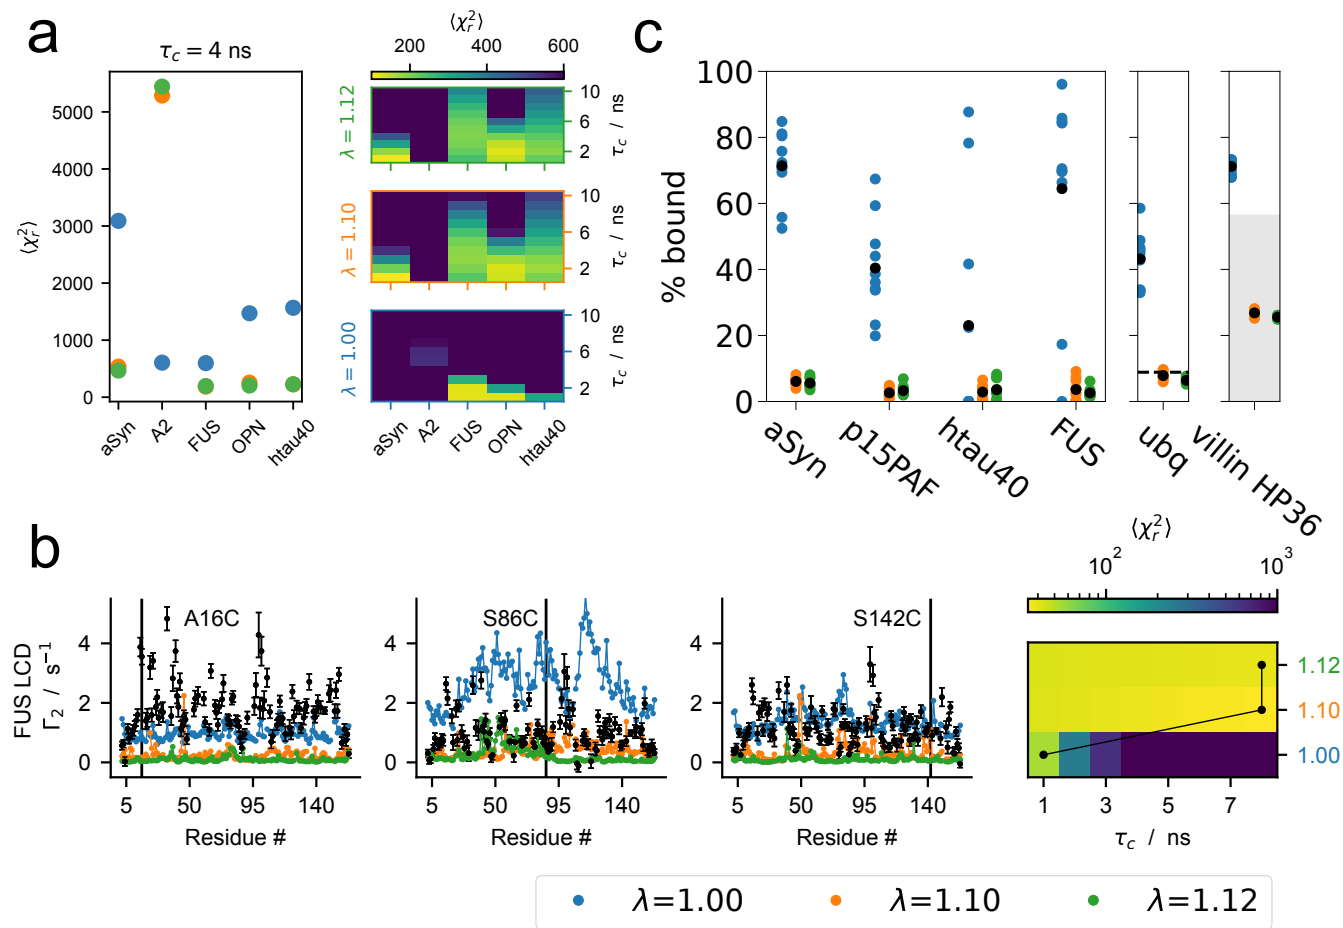 a
τc = 4 ns
⟨χ²r⟩
5000
4000
3000
2000
1000
0
aSyn
A2
FUS
OPN
htau40
⟨χ²r⟩
200
400
600
λ = 1.12
10
6
2
τc / ns
λ = 1.10
10
6
2
τc / ns
λ = 1.00
10
6
2
τc / ns
aSyn
A2
FUS
OPN
htau40
c
% bound
100
80
60
40
20
0
aSyn
p15PAF
htau40
FUS
ubq
villin HP36
b
FUS LCD
Γ2 / s⁻¹
4
2
0
A16C
5
50
95
140
Residue #
4
2
0
S86C
5
50
95
140
Residue #
4
2
0
S142C
5
50
95
140
Residue #
⟨χ²r⟩
10²
10³
1.12
1.10
1.00
1
3
5
7
τc / ns
λ=1.00
λ=1.10
λ=1.12